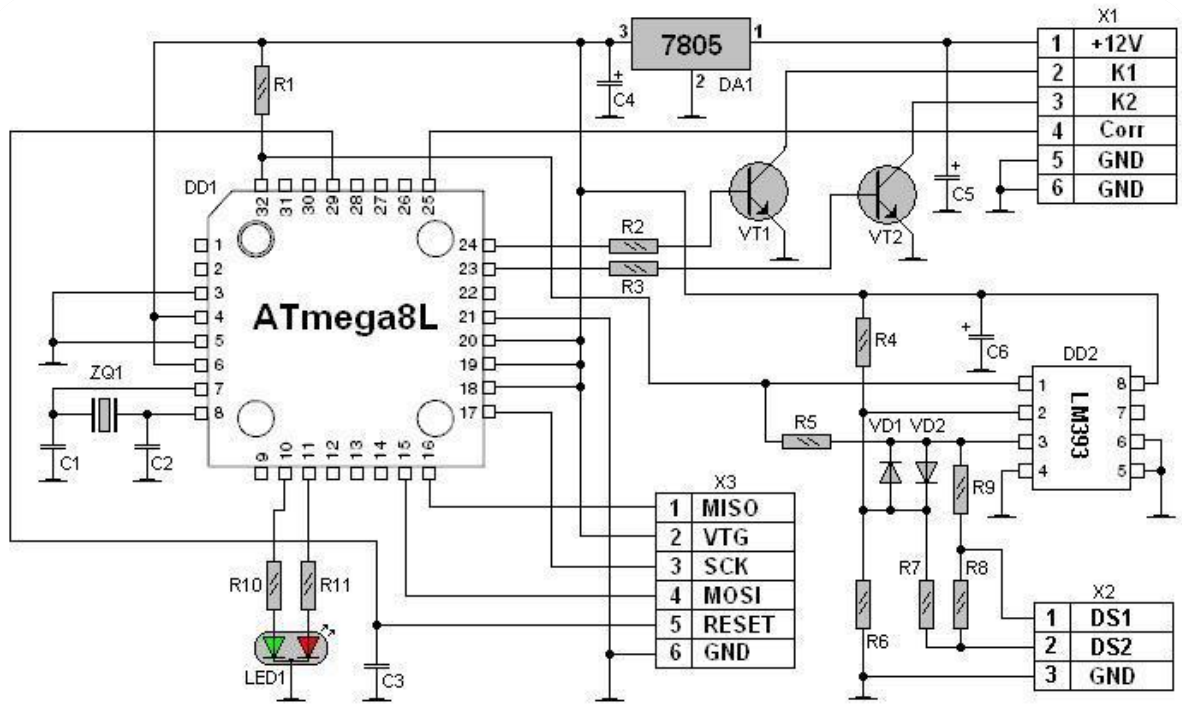 X1
1 +12V
2 K1
3 K2
4 Corr
5 GND
6 GND
3 7805 1
2 DA1
+
C4
+
C5
R1
DD1
32 31 30 29 28 27 26 25
1
2
3
4
5
6
7
8
24
23
22
21
20
19
18
17
ATmega8L
9 10 11 12 13 14 15 16
R2
R3
VT1
VT2
R4
+
C6
DD2
1
2
3
4
8
7
6
5
LM393
R5
VD1 VD2
R9
ZQ1
C1
C2
R10
R11
LED1
C3
X3
1 MISO
2 VTG
3 SCK
4 MOSI
5 RESET
6 GND
R7
R8
R6
X2
1 DS1
2 DS2
3 GND